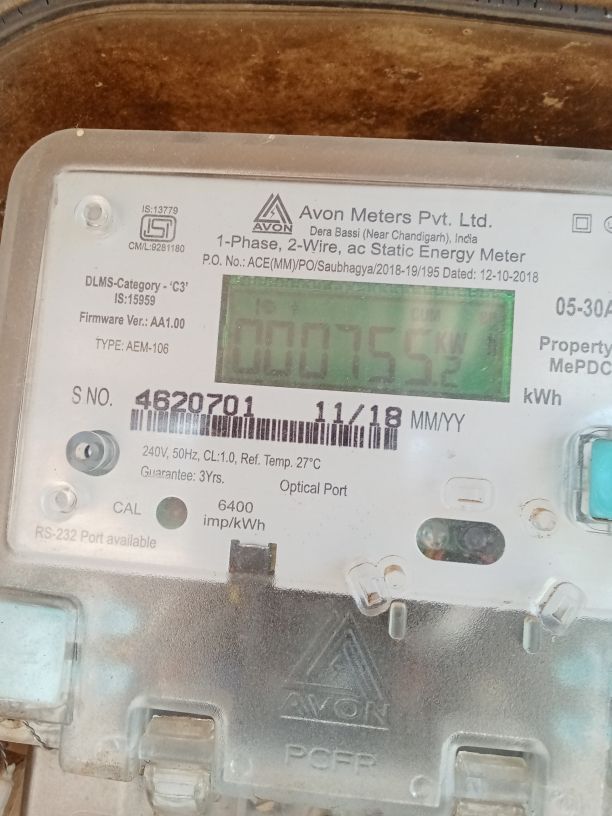 IS:13779
ISI
CM/L:9281180
AVON
Avon Meters Pvt. Ltd.
Dera Bassi (Near Chandigarh), India
1-Phase, 2-Wire, ac Static Energy Meter
P.O. No.: ACE(MM)/PO/Saubhagya/2018-19/195 Dated: 12-10-2018
DLMS-Category - 'C3'
IS:15959
Firmware Ver.: AA1.00
TYPE: AEM-106
CUM
KW
05-30A
Property
MePDC
kWh
S NO. 4620701 11/18 MM/YY
240V, 50Hz, CL:1.0, Ref. Temp. 27°C
Guarantee: 3Yrs.
Optical Port
CAL
6400
imp/kWh
RS-232 Port available
AVON